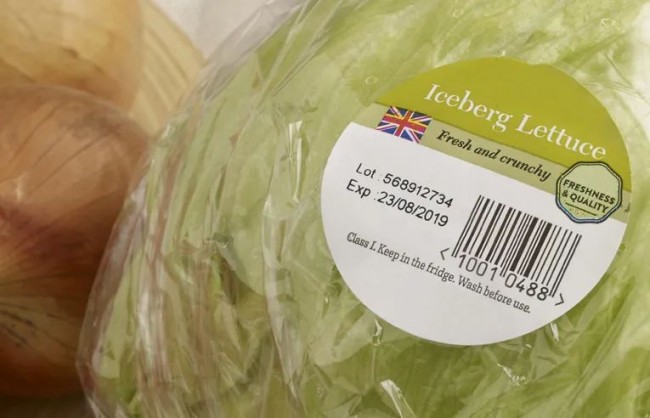 Iceberg Lettuce
Fresh and crunchy
FRESHNESS
& QUALITY
Lot :568912734
Exp :23/08/2019
< 1001 0488 >
Class I. Keep in the fridge. Wash before use.